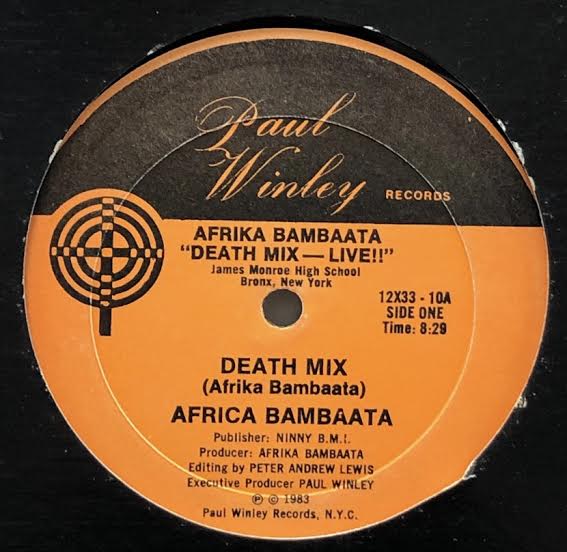 Paul
Winley RECORDS
AFRIKA BAMBAATA
“DEATH MIX — LIVE!!”
James Monroe High School
Bronx, New York
12X33 - 10A
SIDE ONE
Time: 8:29
DEATH MIX
(Afrika Bambaata)
AFRICA BAMBAATA
Publisher: NINNY B.M.I.
Producer: AFRIKA BAMBAATA
Editing by PETER ANDREW LEWIS
Executive Producer PAUL WINLEY
℗ © 1983
Paul Winley Records, N.Y.C.